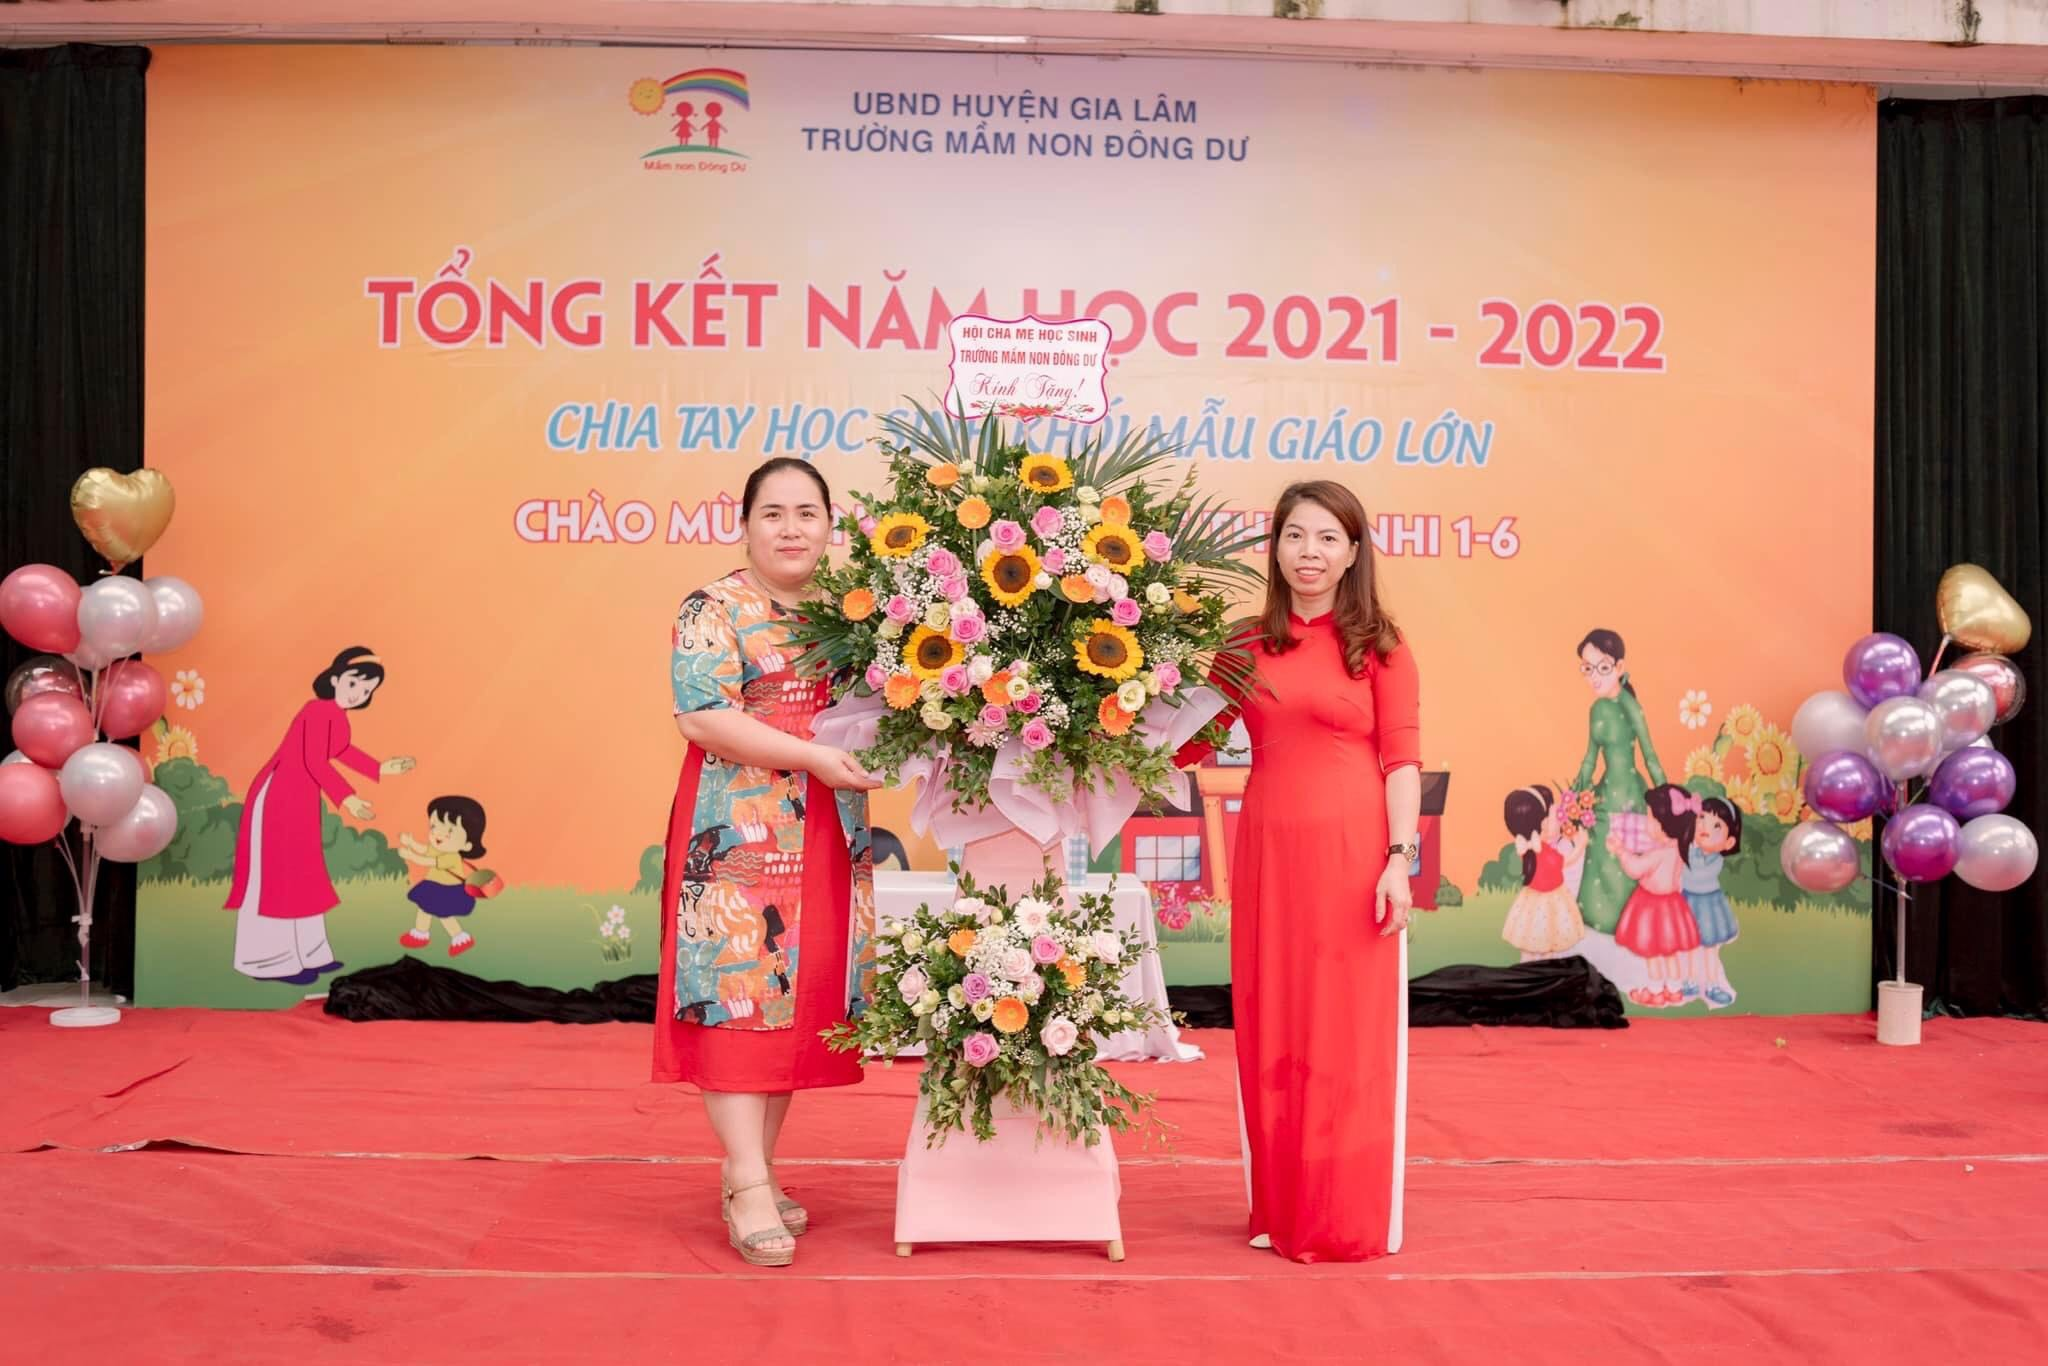 UBND HUYỆN GIA LÂM
TRƯỜNG MẦM NON ĐÔNG DƯ
Mầm non Đông Dư
TỔNG KẾT NĂM HỌC 2021 - 2022
HỘI CHA MẸ HỌC SINH
TRƯỜNG MẦM NON ĐÔNG DƯ
Kính Tặng!
CHIA TAY HỌC SINH KHỐI MẪU GIÁO LỚN
CHÀO MỪNG NHI 1-6